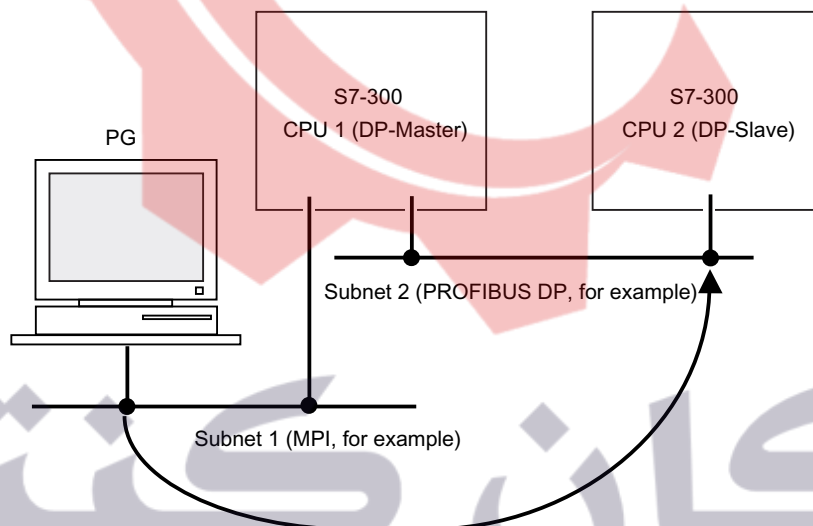 S7-300
CPU 1 (DP-Master)
S7-300
CPU 2 (DP-Slave)
PG
Subnet 2 (PROFIBUS DP, for example)
Subnet 1 (MPI, for example)